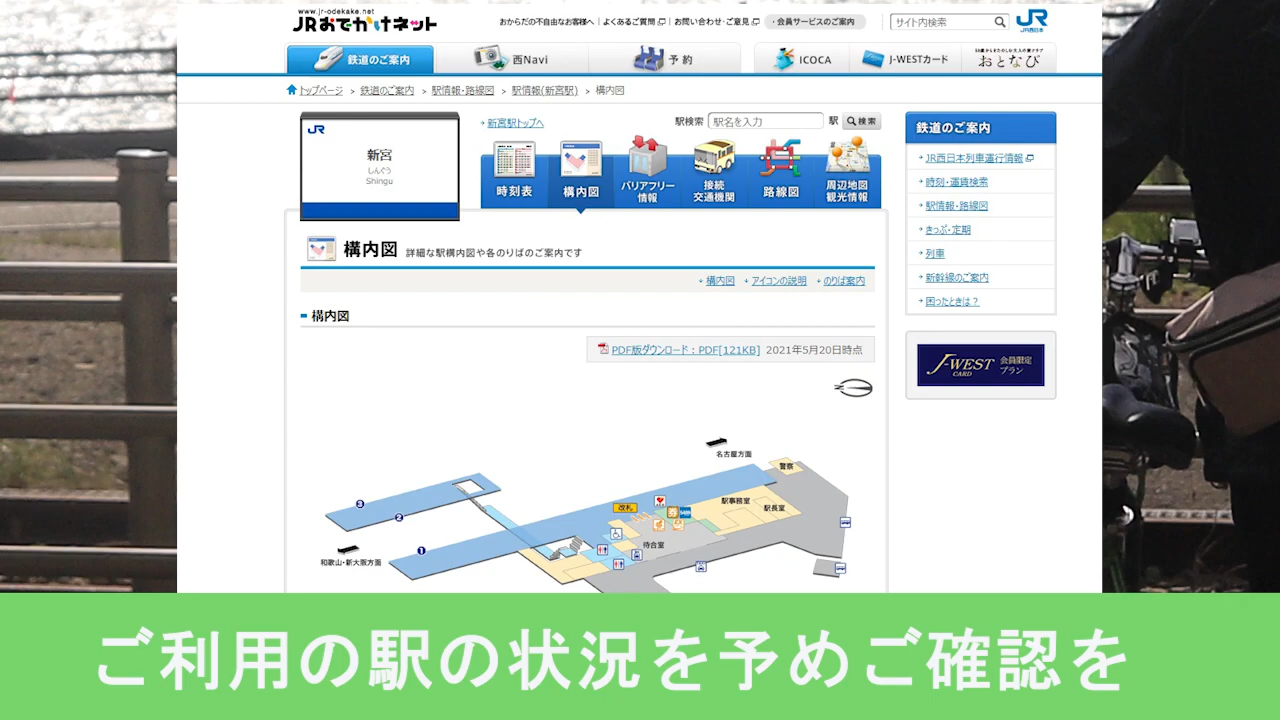 www.jr-odekake.net
JRおでかけネット
おからだの不自由なお客様へ
よくあるご質問
お問い合わせ・ご意見
会員サービスのご案内
サイト内検索
JR
JR西日本
鉄道のご案内
西Navi
予約
ICOCA
J-WESTカード
おとなび
トップページ > 鉄道のご案内 > 駅情報・路線図 > 駅情報(新宮駅) > 構内図
JR
新宮
しんぐう
Shingu
新宮駅トップへ
駅検索 駅名を入力 駅 検索
時刻表
構内図
バリアフリー
情報
接続
交通機関
路線図
周辺地図
観光情報
構内図 詳細な駅構内図や各のりばのご案内です
構内図 アイコンの説明 のりば案内
構内図
PDF版ダウンロード:PDF[121KB] 2021年5月20日時点
名古屋方面
警察
駅事務室
駅長室
改札
待合室
3
2
1
和歌山・新大阪方面
鉄道のご案内
JR西日本列車運行情報
時刻・運賃検索
駅情報・路線図
きっぷ・定期
列車
新幹線のご案内
困ったときは?
J-WEST
CARD
会員限定
プラン
ご利用の駅の状況を予めご確認を